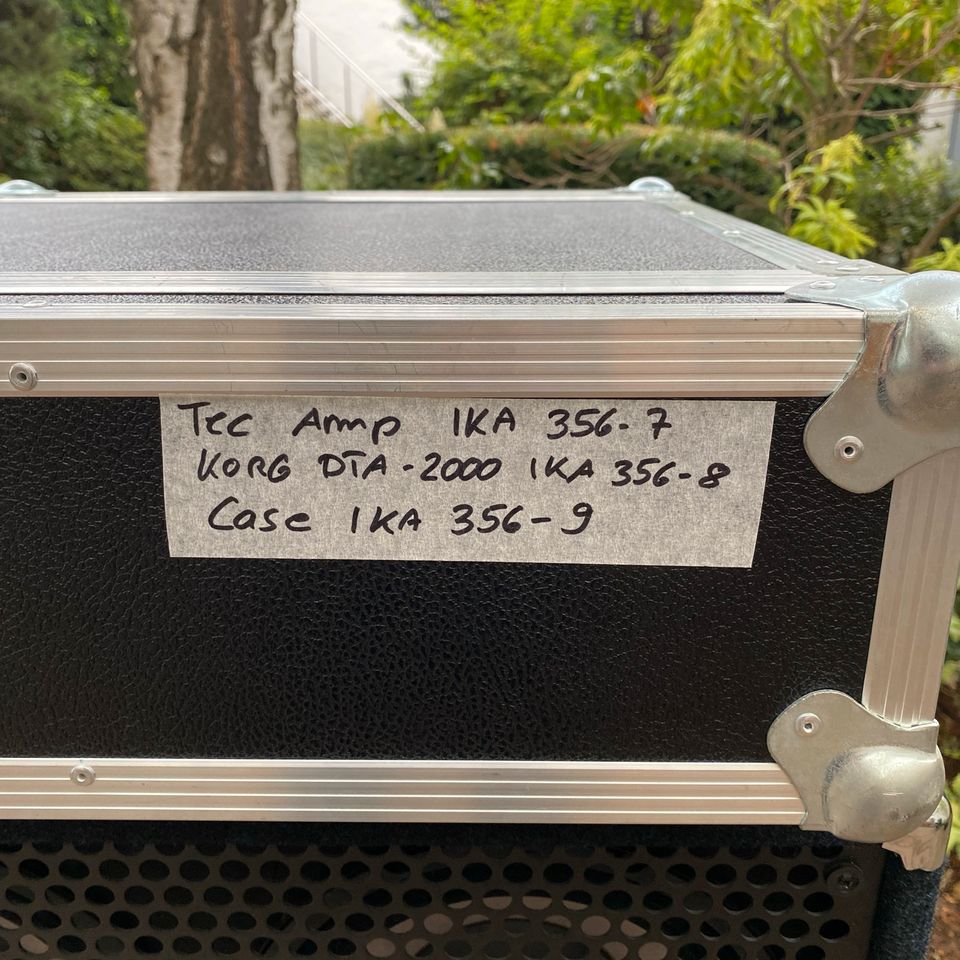 Tec Amp IKA 356-7
KORG DTA-2000 IKA 356-8
Case IKA 356-9